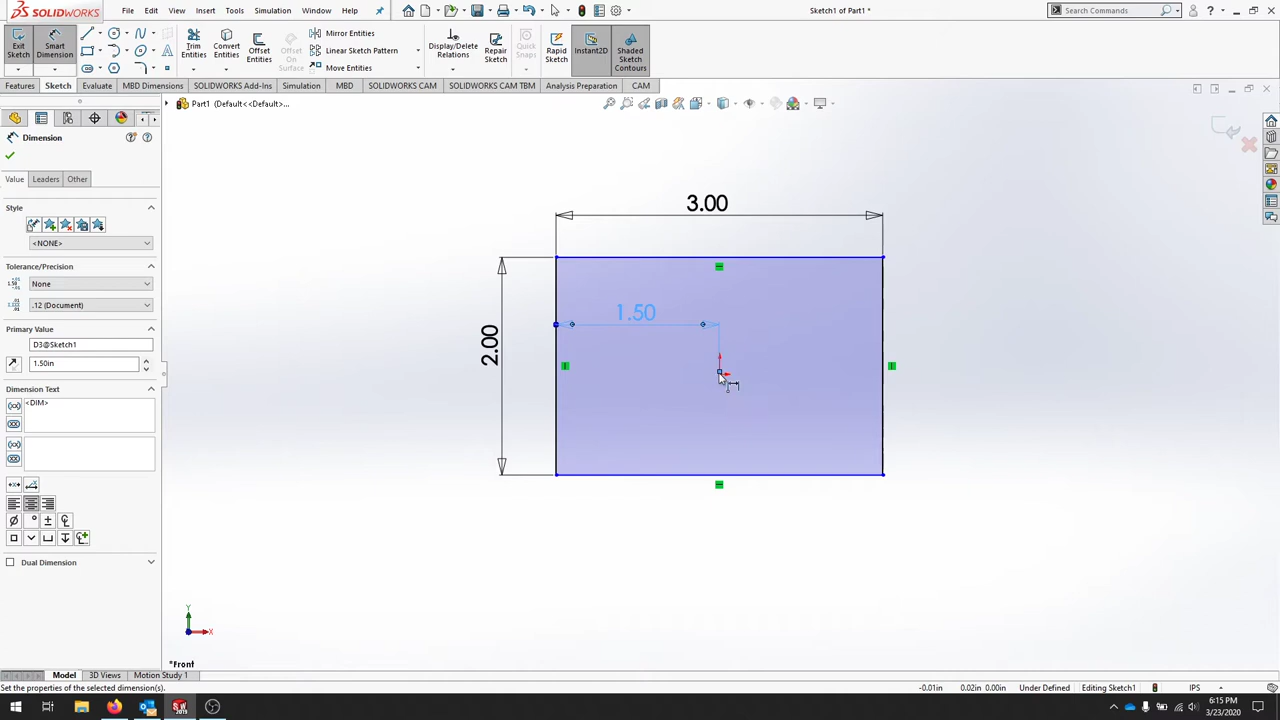 SOLIDWORKS File Edit View Insert Tools Simulation Window Help Sketch1 of Part1 * Search Commands
Exit Sketch
Smart Dimension
Trim Entities
Convert Entities
Offset Entities
Offset On Surface
Mirror Entities
Linear Sketch Pattern
Move Entities
Display/Delete Relations
Repair Sketch
Quick Snaps
Rapid Sketch
Instant2D
Shaded Sketch Contours
Features Sketch Evaluate MBD Dimensions SOLIDWORKS Add-Ins Simulation MBD SOLIDWORKS CAM SOLIDWORKS CAM TBM Analysis Preparation CAM
Part1 (Default<<Default>...
Dimension
Value Leaders Other
Style
<NONE>
Tolerance/Precision
None
.12 (Document)
Primary Value
D3@Sketch1
1.50in
Dimension Text
<DIM>
Dual Dimension
3.00
1.50
2.00
Y
X
*Front
Model 3D Views Motion Study 1
Set the properties of the selected dimension(s). -0.01in 0.02in 0.00in Under Defined Editing Sketch1 IPS
6:15 PM
3/23/2020